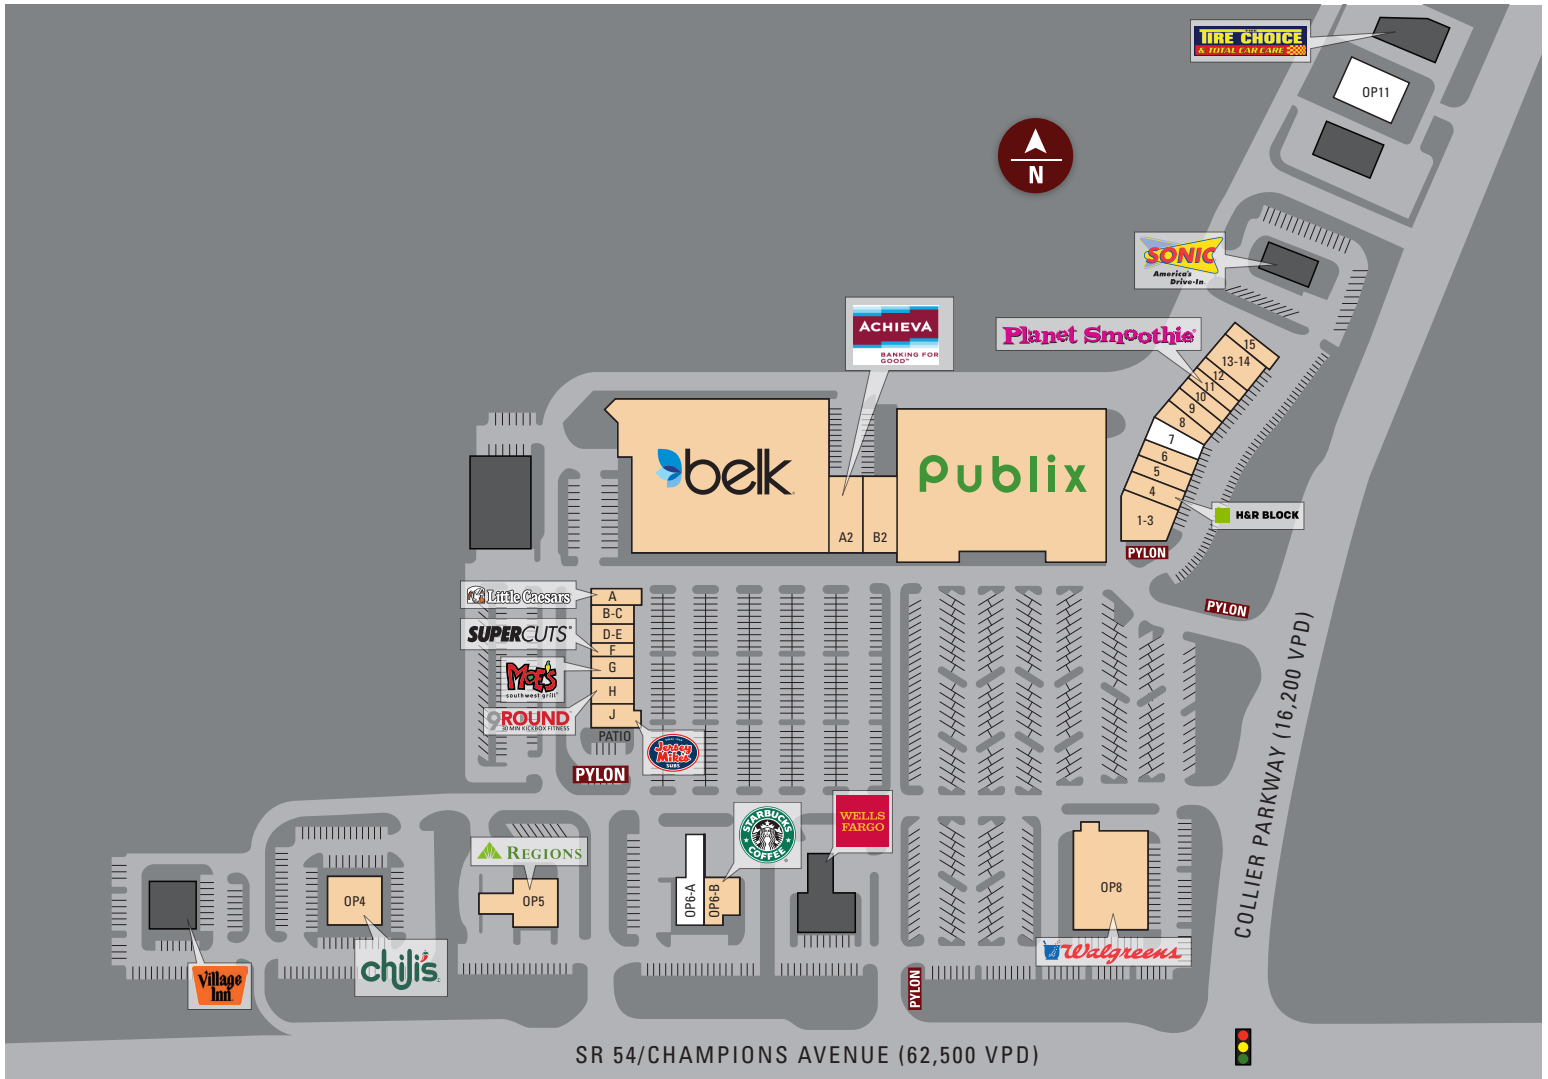 THE
TIRE CHOICE
& TOTAL CAR CARE
OP11
N
SONIC
America's
Drive-In.
ACHIEVA
BANKING FOR
GOOD™
Planet Smoothie®
15
13-14
12
11
10
9
8
7
6
5
4
1-3
H&R BLOCK
PYLON
PYLON
belk
Publix
A2
B2
Little Caesars
A
B-C
SUPERCUTS®
D-E
F
MOE'S
southwest grill®
G
9ROUND
30 MIN KICKBOX FITNESS
H
J
PATIO
SINCE 1956
Jersey
Mike's
SUBS
PYLON
COLLIER PARKWAY (16,200 VPD)
STARBUCKS
COFFEE
WELLS
FARGO
REGIONS
OP4
OP5
OP6-A
OP6-B
OP8
Village
Inn
chili's
Walgreens
PYLON
SR 54/CHAMPIONS AVENUE (62,500 VPD)